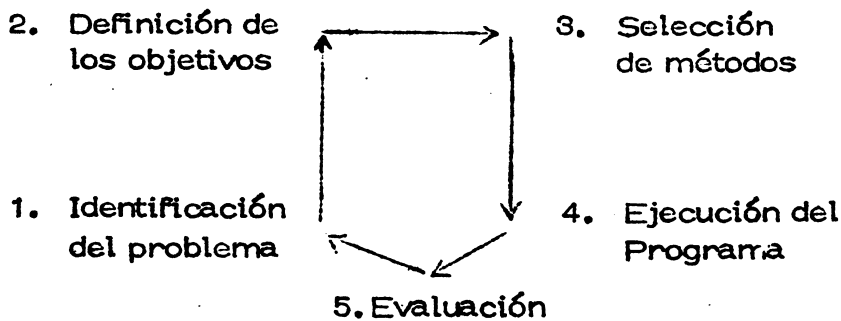 2. Definición de
los objetivos
3. Selección
de métodos
1. Identificación
del problema
4. Ejecución del
Programa
5. Evaluación